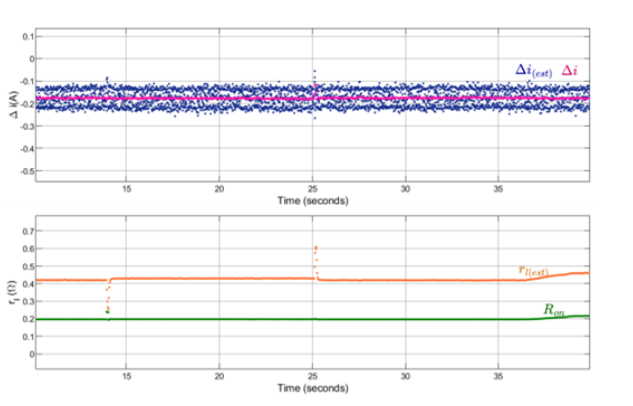 0.1
0
-0.1
-0.2
-0.3
-0.4
-0.5
Δ i(A)
Δi(est) Δi
15 20 25 30 35
Time (seconds)
0.7
0.6
0.5
0.4
0.3
0.2
0.1
0
r_l (Ω)
r_l(est)
R_on
15 20 25 30 35
Time (seconds)